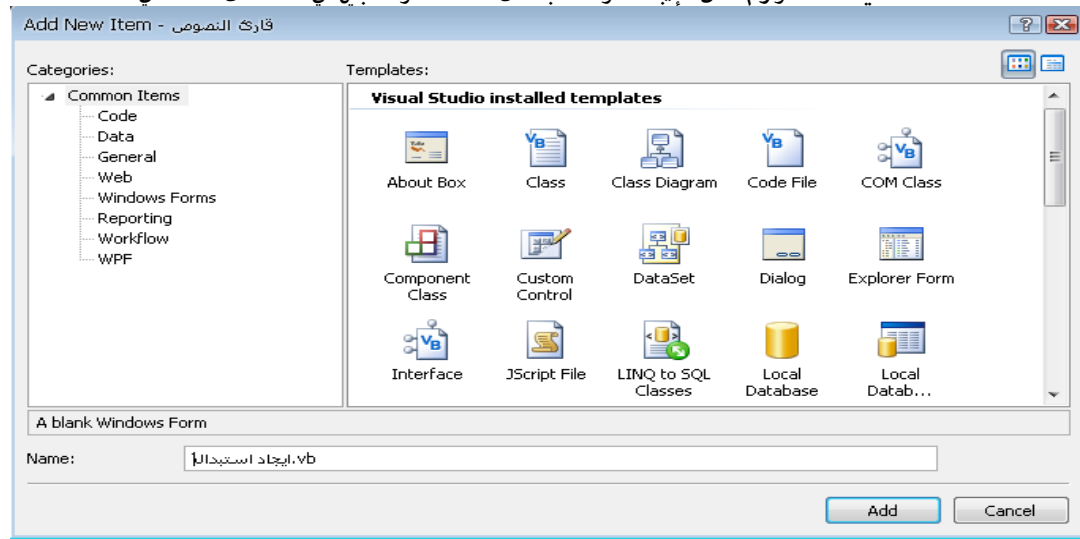 Add New Item - قارئ النصوص
Categories:
Templates:
Common Items
Code
Data
General
Web
Windows Forms
Reporting
Workflow
WPF
Visual Studio installed templates
About Box
Class
Class Diagram
Code File
COM Class
Component Class
Custom Control
DataSet
Dialog
Explorer Form
Interface
JScript File
LINQ to SQL Classes
Local Database
Local Datab...
A blank Windows Form
Name:
ايجاد استبدال.vb
Add
Cancel